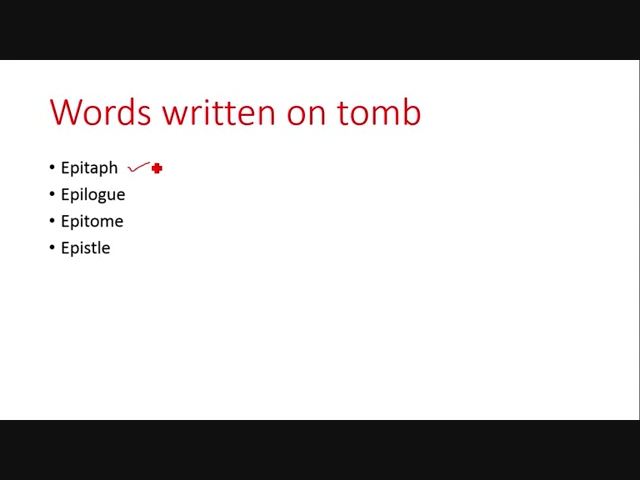 Words written on tomb
• Epitaph
• Epilogue
• Epitome
• Epistle